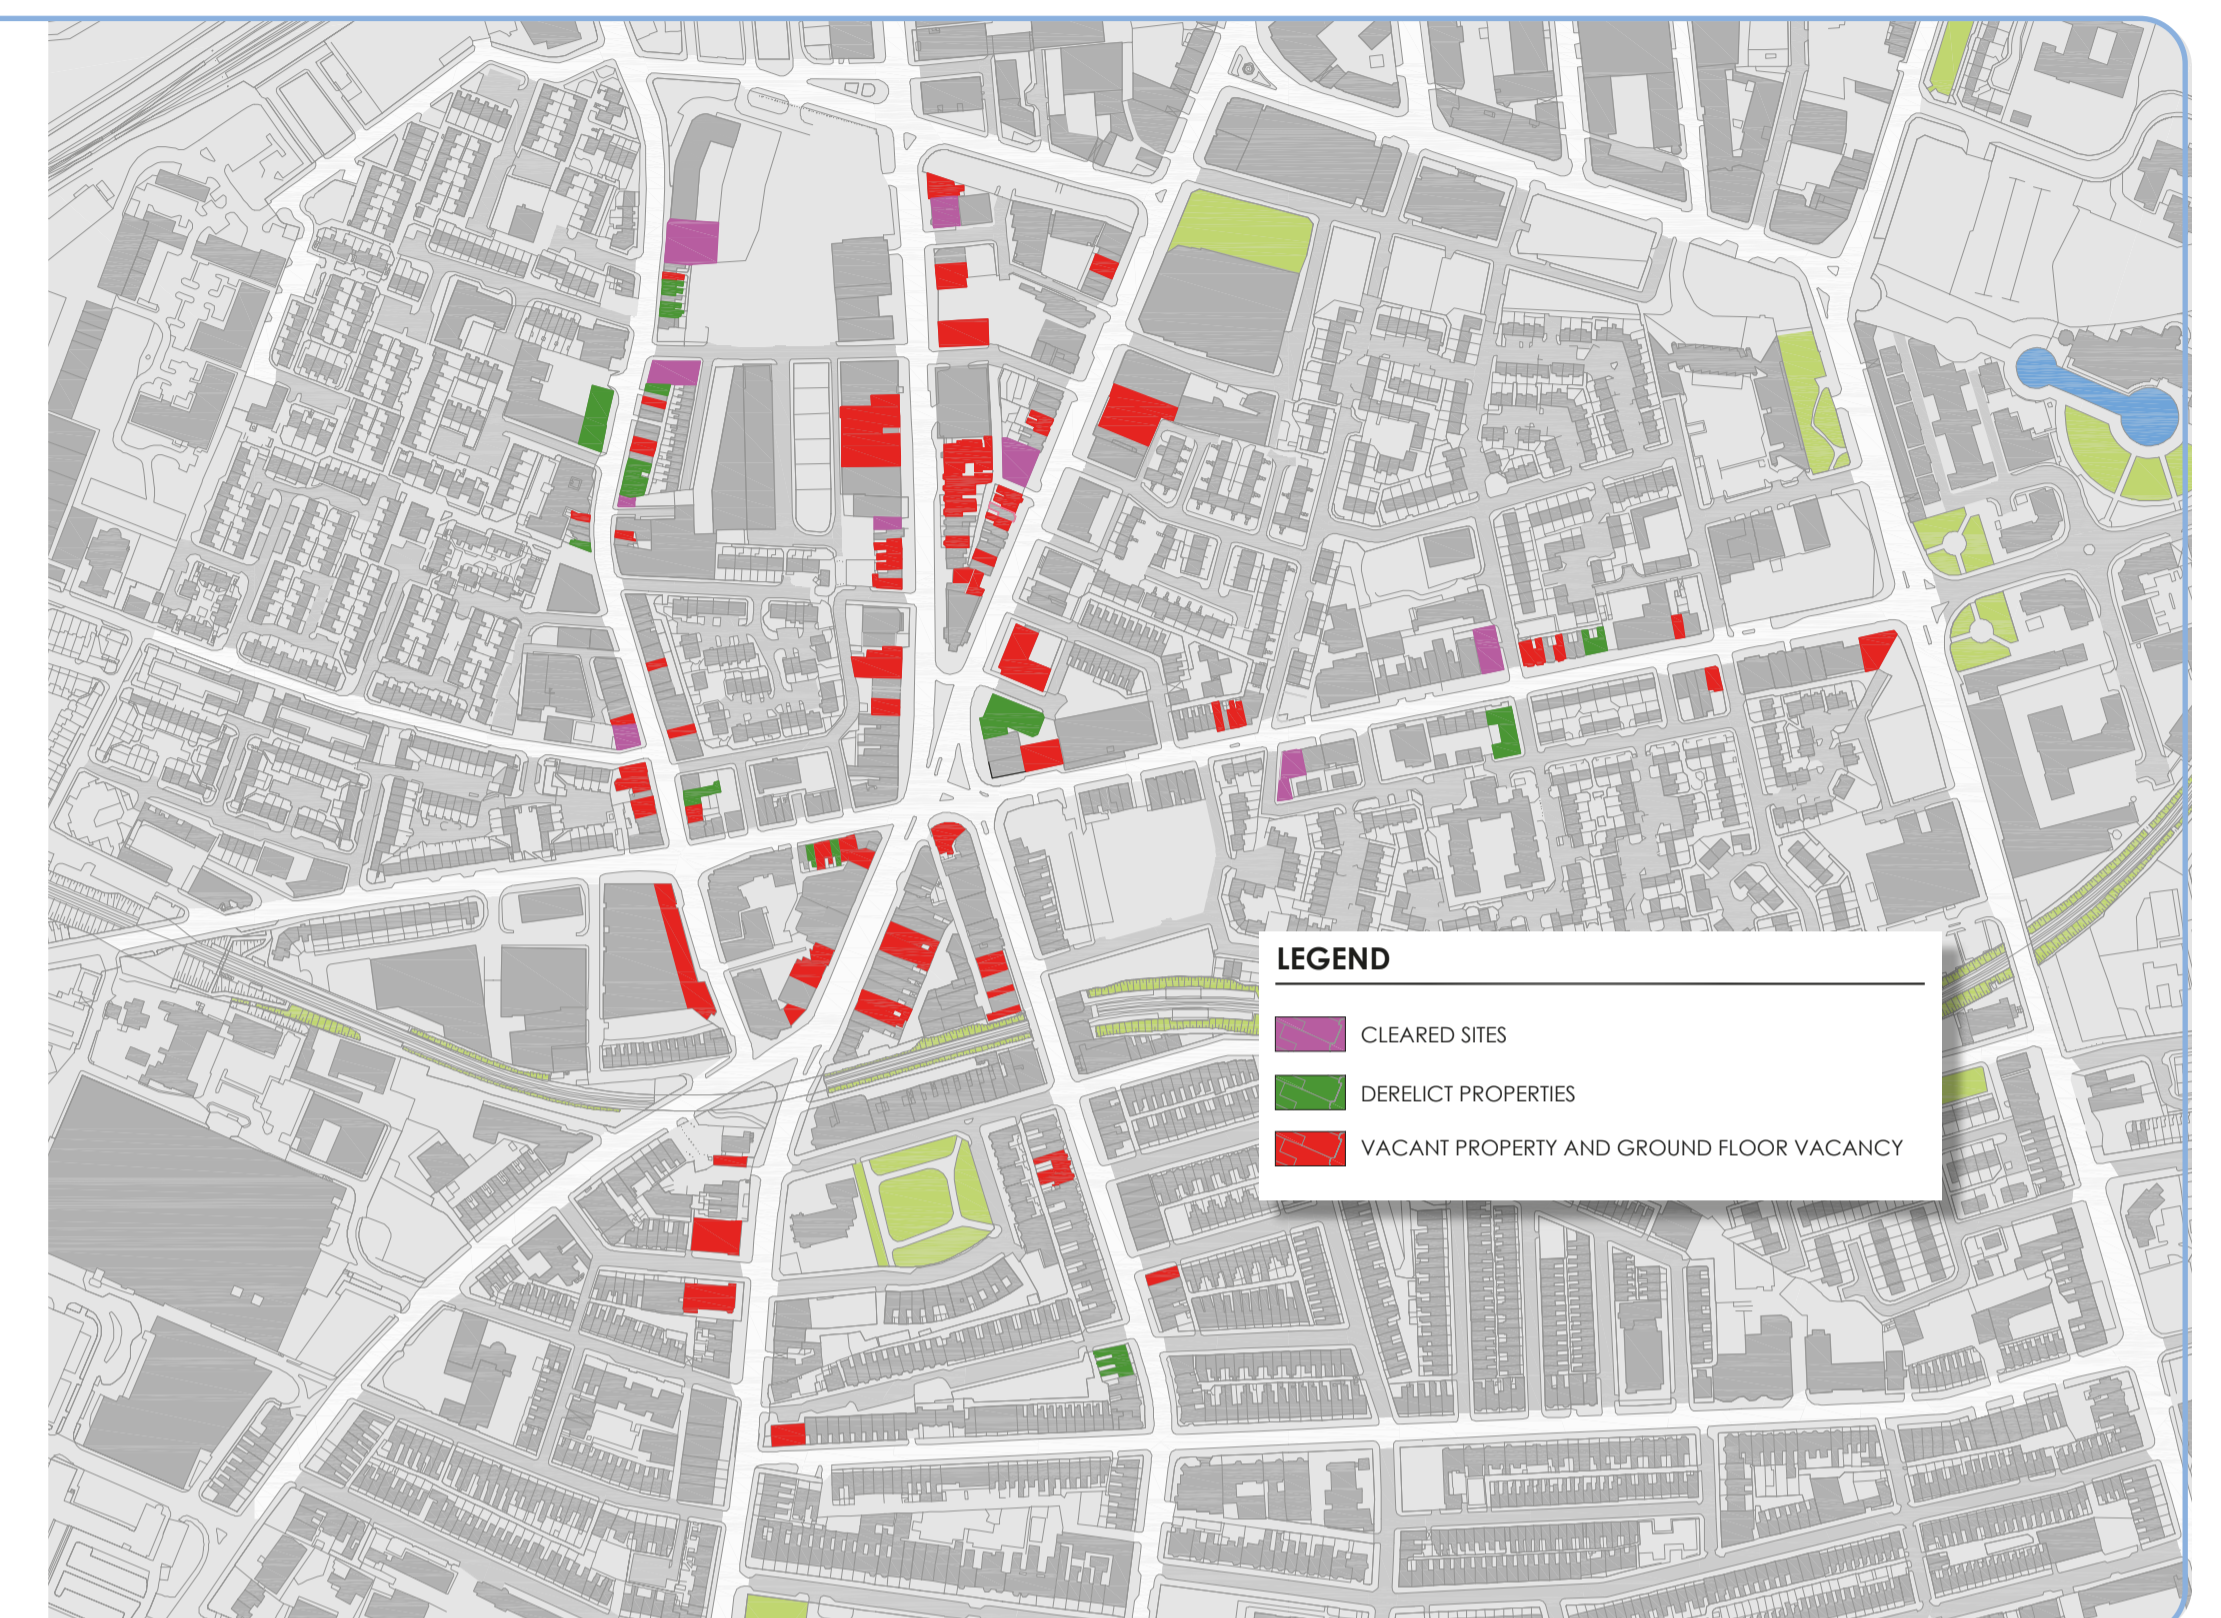 LEGEND
CLEARED SITES
DERELICT PROPERTIES
VACANT PROPERTY AND GROUND FLOOR VACANCY